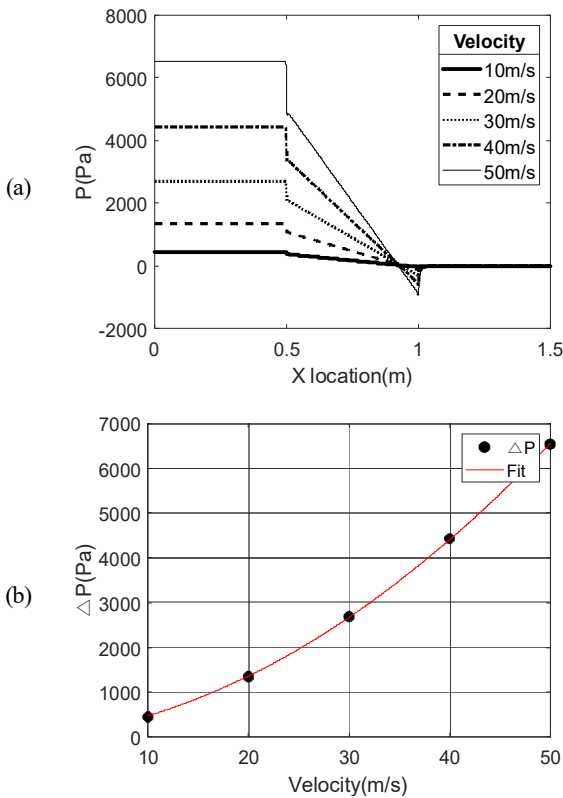 (a)
P(Pa)
8000
6000
4000
2000
0
-2000
Velocity
10m/s
20m/s
30m/s
40m/s
50m/s
0 0.5 1 1.5
X location(m)
(b)
△P(Pa)
7000
6000
5000
4000
3000
2000
1000
0
△P
Fit
10 20 30 40 50
Velocity(m/s)